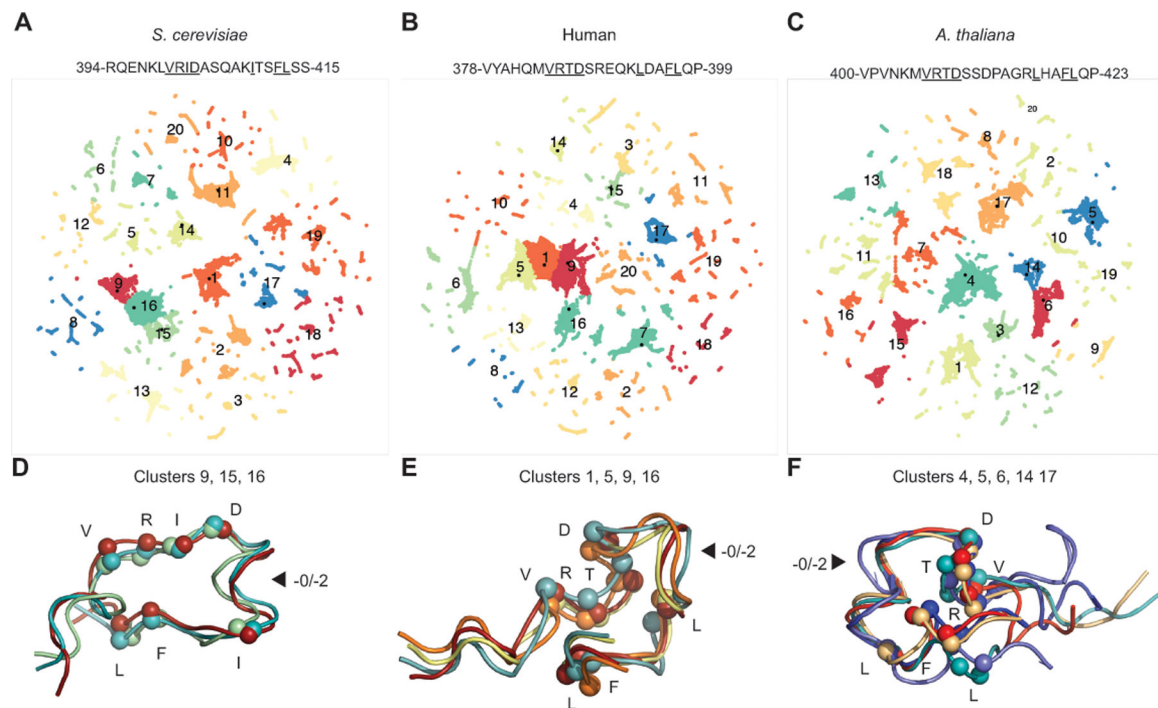 A
S. cerevisiae
394-RQENKLVRIDASQAKITSFLSS-415
20
10
4
6
7
11
12
5
14
9
1
19
16
17
8
15
2
18
13
3
B
Human
378-VYAHQMVRTDSREQKLDAFLQP-399
14
3
15
11
10
4
17
1
5
9
20
19
6
13
16
7
18
8
12
2
C
A. thaliana
400-VPVNKMVRTDSSDPAGRLHAFLQP-423
20
8
2
13
18
17
5
10
11
7
14
19
4
16
6
15
3
9
1
12
D
Clusters 9, 15, 16
V
R
I
D
-0/-2
L
F
I
E
Clusters 1, 5, 9, 16
D
V
R
T
-0/-2
L
F
L
F
Clusters 4, 5, 6, 14 17
D
-0/-2
T
V
R
L
F
L